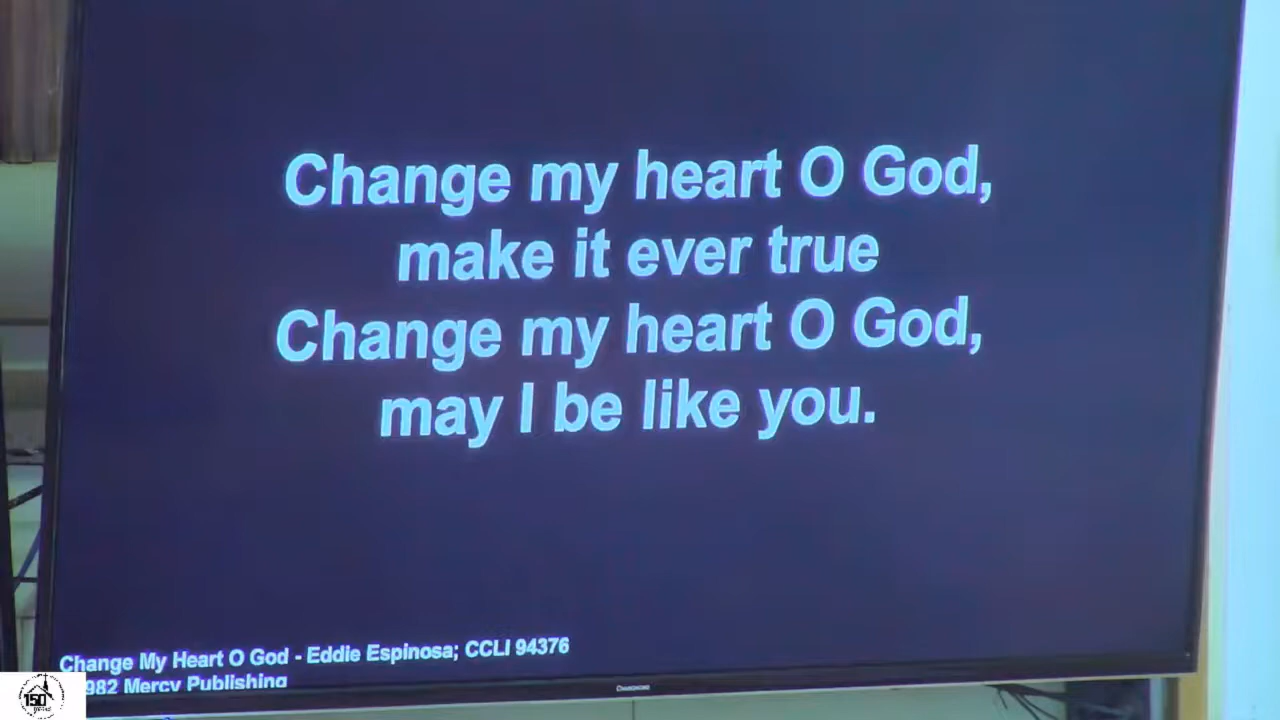 Change my heart O God,
make it ever true
Change my heart O God,
may I be like you.
Change My Heart O God - Eddie Espinosa; CCLI 94376
982 Mercy Publishing
150